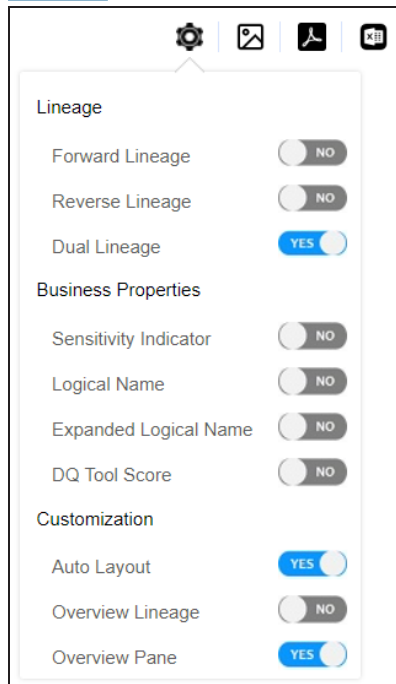 Lineage
Forward Lineage NO
Reverse Lineage NO
Dual Lineage YES
Business Properties
Sensitivity Indicator NO
Logical Name NO
Expanded Logical Name NO
DQ Tool Score NO
Customization
Auto Layout YES
Overview Lineage NO
Overview Pane YES